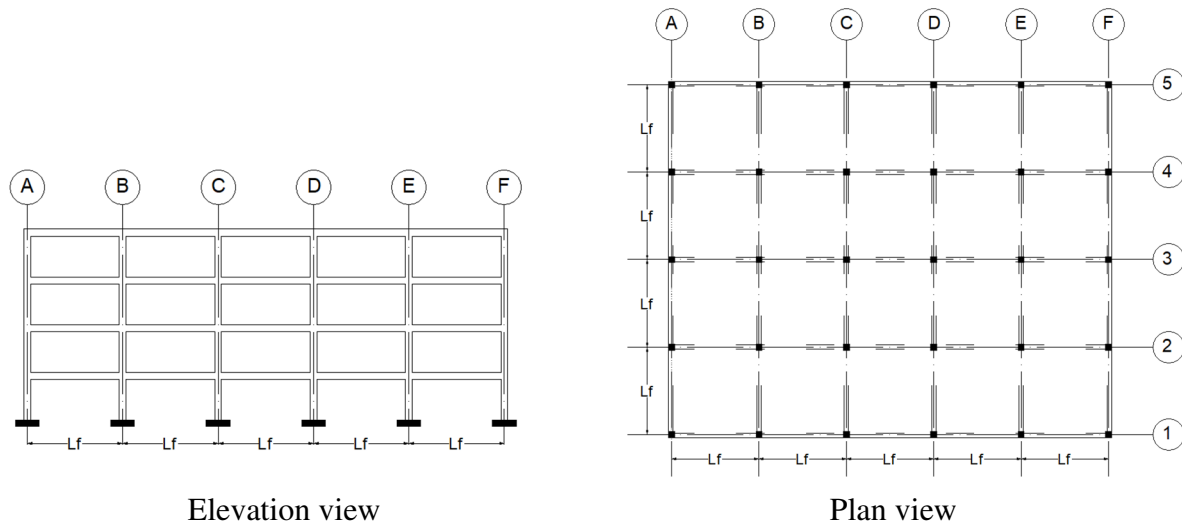 A B C D E F
5
Lf
4
Lf
3
Lf
2
Lf
1
Lf Lf Lf Lf Lf
A B C D E F
Lf Lf Lf Lf Lf
Elevation view
Plan view